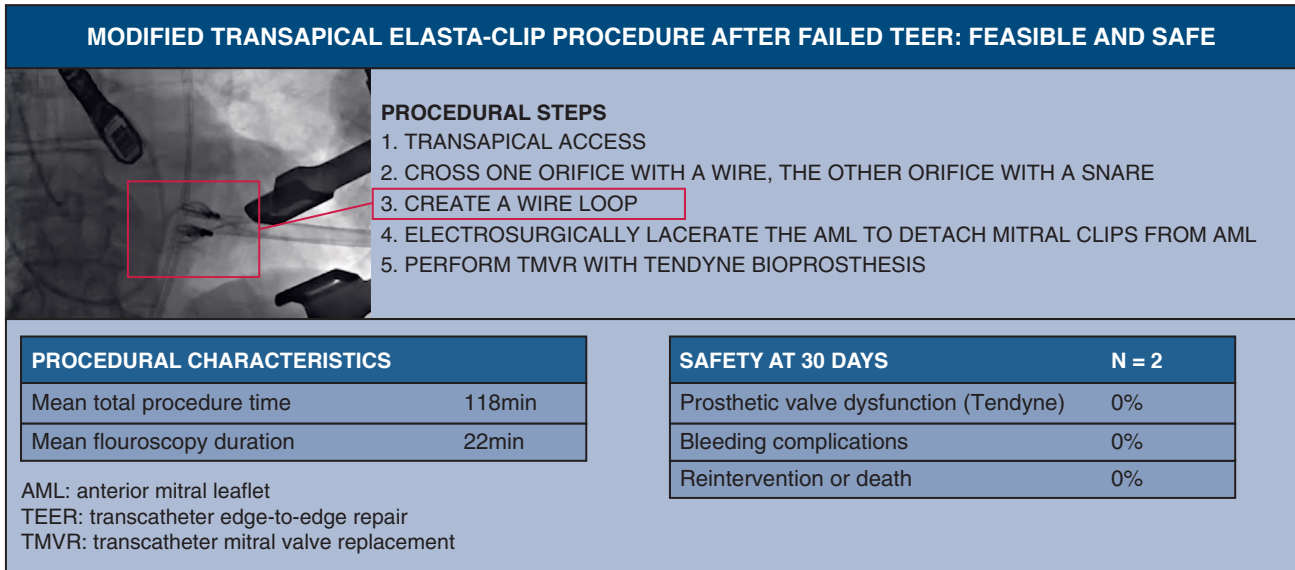 MODIFIED TRANSAPICAL ELASTA-CLIP PROCEDURE AFTER FAILED TEER: FEASIBLE AND SAFE
PROCEDURAL STEPS
1. TRANSAPICAL ACCESS
2. CROSS ONE ORIFICE WITH A WIRE, THE OTHER ORIFICE WITH A SNARE
3. CREATE A WIRE LOOP
4. ELECTROSURGICALLY LACERATE THE AML TO DETACH MITRAL CLIPS FROM AML
5. PERFORM TMVR WITH TENDYNE BIOPROSTHESIS
PROCEDURAL CHARACTERISTICS
Mean total procedure time 118min
Mean flouroscopy duration 22min
AML: anterior mitral leaflet
TEER: transcatheter edge-to-edge repair
TMVR: transcatheter mitral valve replacement
SAFETY AT 30 DAYS N = 2
Prosthetic valve dysfunction (Tendyne) 0%
Bleeding complications 0%
Reintervention or death 0%